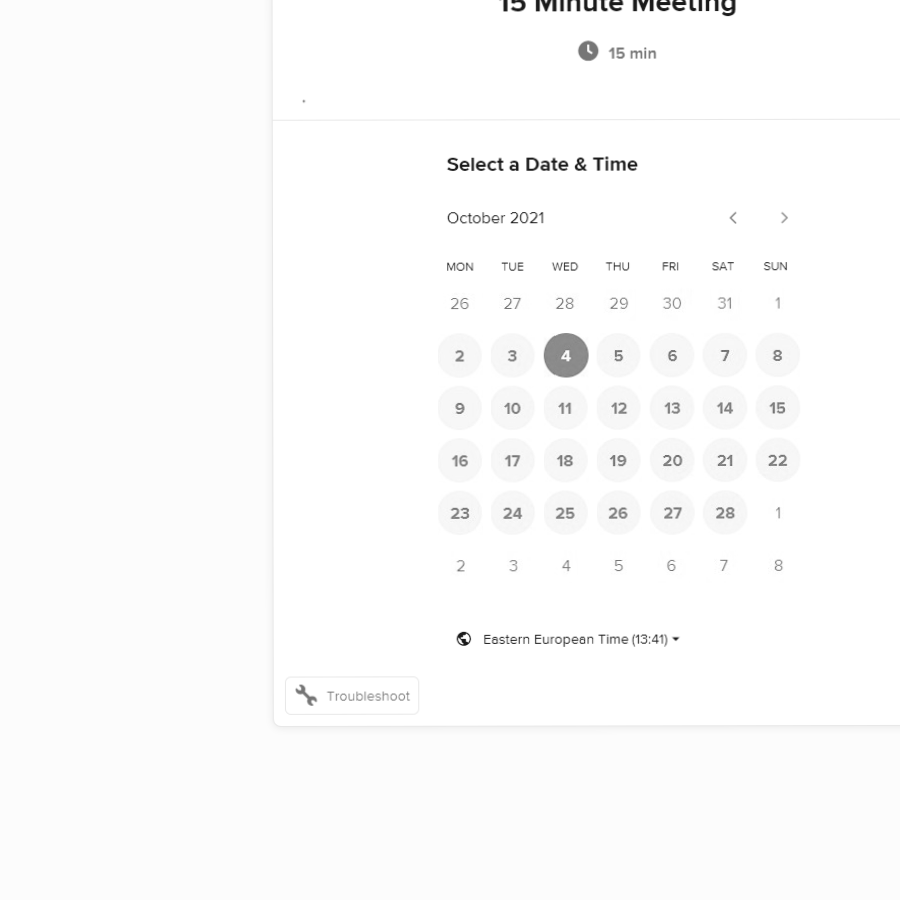 15 Minute Meeting
15 min
.
Select a Date & Time
October 2021
MON TUE WED THU FRI SAT SUN
26 27 28 29 30 31 1
2 3 4 5 6 7 8
9 10 11 12 13 14 15
16 17 18 19 20 21 22
23 24 25 26 27 28 1
2 3 4 5 6 7 8
Eastern European Time (13:41)
Troubleshoot